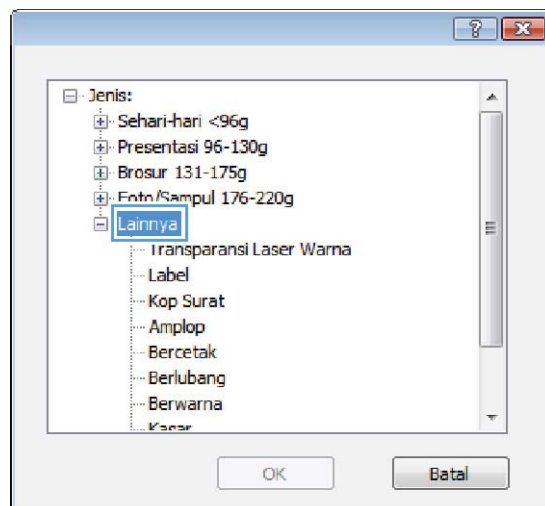 Jenis:
Sehari-hari <96g
Presentasi 96-130g
Brosur 131-175g
Foto/Sampul 176-220g
Lainnya
Transparansi Laser Warna
Label
Kop Surat
Amplop
Bercetak
Berlubang
Berwarna
Kasar
OK
Batal